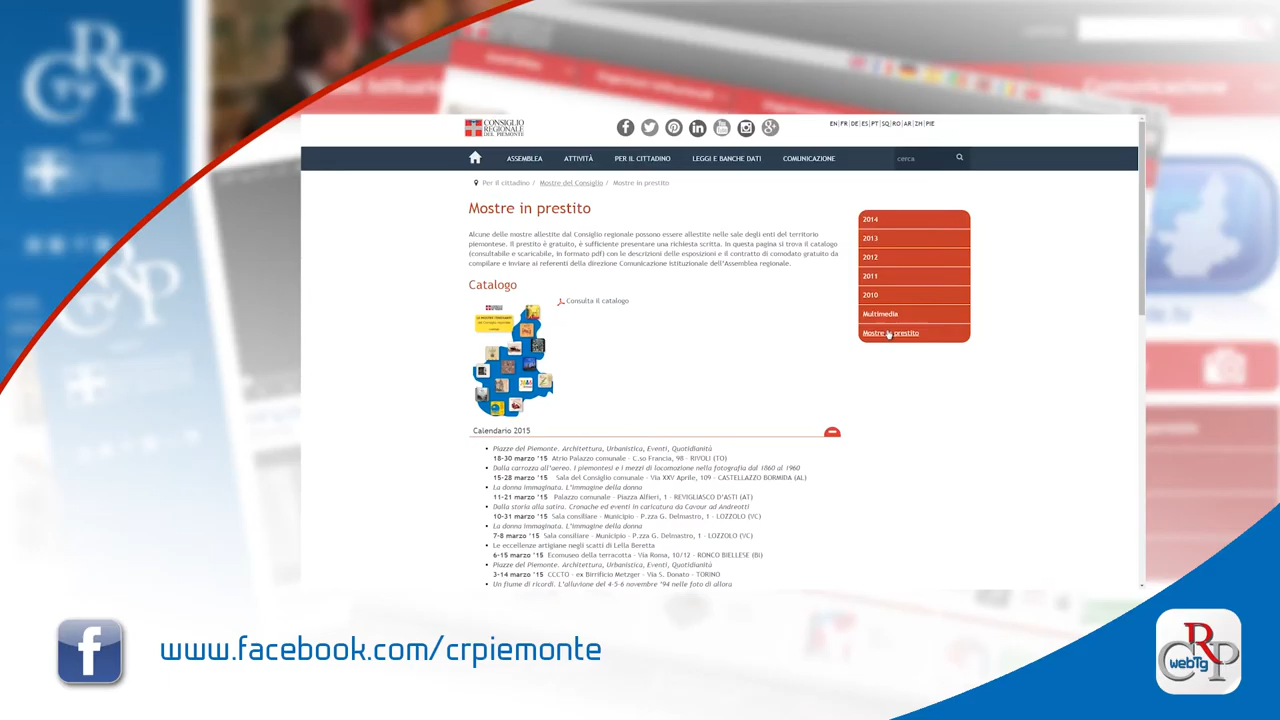 CONSIGLIO
REGIONALE
DEL PIEMONTE
EN|FR|DE|ES|PT|SQ|RO|AR|ZH|PIE
ASSEMBLEA ATTIVITÀ PER IL CITTADINO LEGGI E BANCHE DATI COMUNICAZIONE cerca
Per il cittadino / Mostre del Consiglio / Mostre in prestito
Mostre in prestito
Alcune delle mostre allestite dal Consiglio regionale possono essere allestite nelle sale degli enti del territorio
piemontese. Il prestito è gratuito, è sufficiente presentare una richiesta scritta. In questa pagina si trova il catalogo
(consultabile e scaricabile, in formato pdf) con le descrizioni delle esposizioni e il contratto di comodato gratuito da
compilare e inviare ai referenti della direzione Comunicazione istituzionale dell'Assemblea regionale.
2014
2013
2012
2011
2010
Multimedia
Mostre in prestito
Catalogo
Consulta il catalogo
Calendario 2015
Piazze del Piemonte. Architettura, Urbanistica, Eventi, Quotidianità
18-30 marzo '15 Atrio Palazzo comunale - C.so Francia, 98 - RIVOLI (TO)
Dalla carrozza all'aereo. I piemontesi e i mezzi di locomozione nella fotografia dal 1860 al 1960
15-28 marzo '15 Sala del Consiglio comunale - Via XXV Aprile, 109 - CASTELLAZZO BORMIDA (AL)
La donna immaginata. L'immagine della donna
11-21 marzo '15 Palazzo comunale - Piazza Alfieri, 1 - REVIGLIASCO D'ASTI (AT)
Dalla storia alla satira. Cronache ed eventi in caricatura da Cavour ad Andreotti
10-31 marzo '15 Sala consiliare - Municipio - P.zza G. Delmastro, 1 - LOZZOLO (VC)
La donna immaginata. L'immagine della donna
7-8 marzo '15 Sala consiliare - Municipio - P.zza G. Delmastro, 1 - LOZZOLO (VC)
Le eccellenze artigiane negli scatti di Lella Beretta
6-15 marzo '15 Ecomuseo della terracotta - Via Roma, 10/12 - RONCO BIELLESE (BI)
Piazze del Piemonte. Architettura, Urbanistica, Eventi, Quotidianità
3-14 marzo '15 CCCTO - ex Birrificio Metzger - Via S. Donato - TORINO
Un fiume di ricordi. L'alluvione del 4-5-6 novembre '94 nelle foto di allora
www.facebook.com/crpiemonte
CRP
webTg